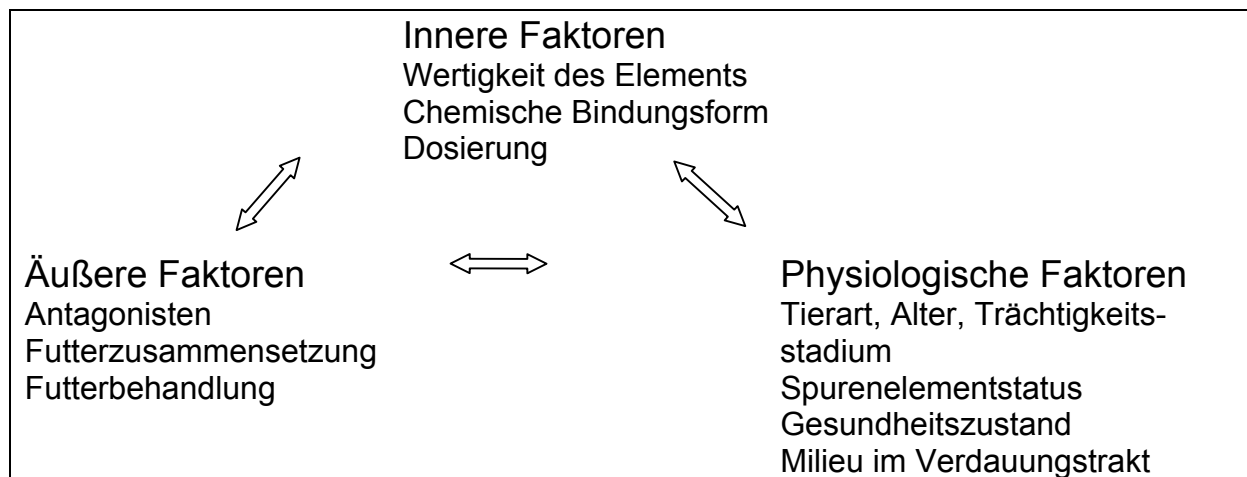 Innere Faktoren
Wertigkeit des Elements
Chemische Bindungsform
Dosierung
Äußere Faktoren
Antagonisten
Futterzusammensetzung
Futterbehandlung
Physiologische Faktoren
Tierart, Alter, Trächtigkeits-
stadium
Spurenelementstatus
Gesundheitszustand
Milieu im Verdauungstrakt